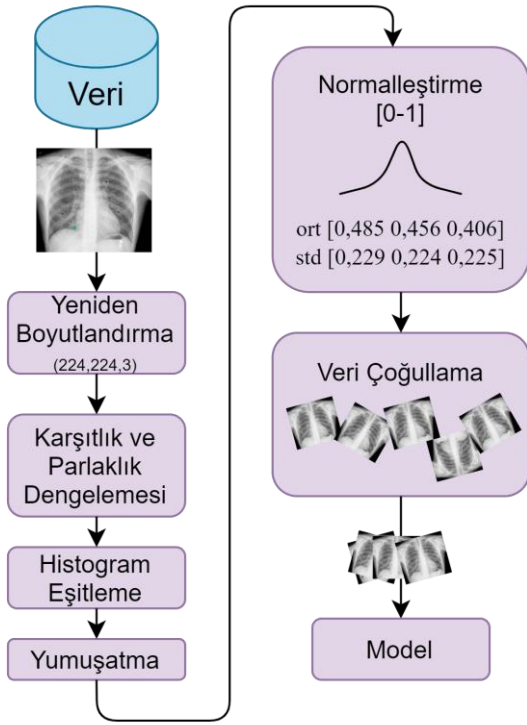 Veri
Yeniden
Boyutlandırma
(224,224,3)
Karşıtlık ve
Parlaklık
Dengelemesi
Histogram
Eşitleme
Yumuşatma
Normalleştirme
[0-1]
ort [0,485 0,456 0,406]
std [0,229 0,224 0,225]
Veri Çoğullama
Model